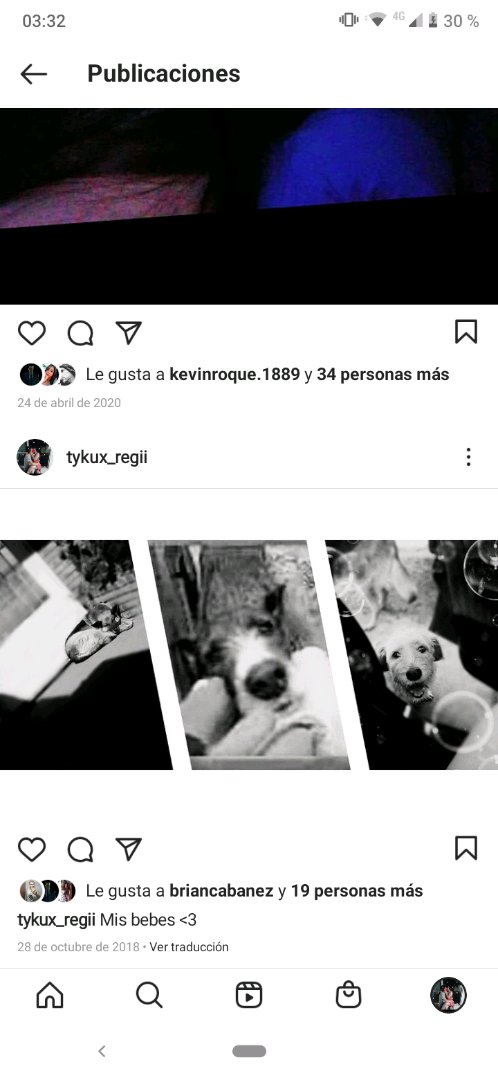 03:32 4G 30 %
Publicaciones
Le gusta a kevinroque.1889 y 34 personas más
24 de abril de 2020
tykux_regii
Le gusta a briancabanez y 19 personas más
tykux_regii Mis bebes <3
28 de octubre de 2018 • Ver traducción